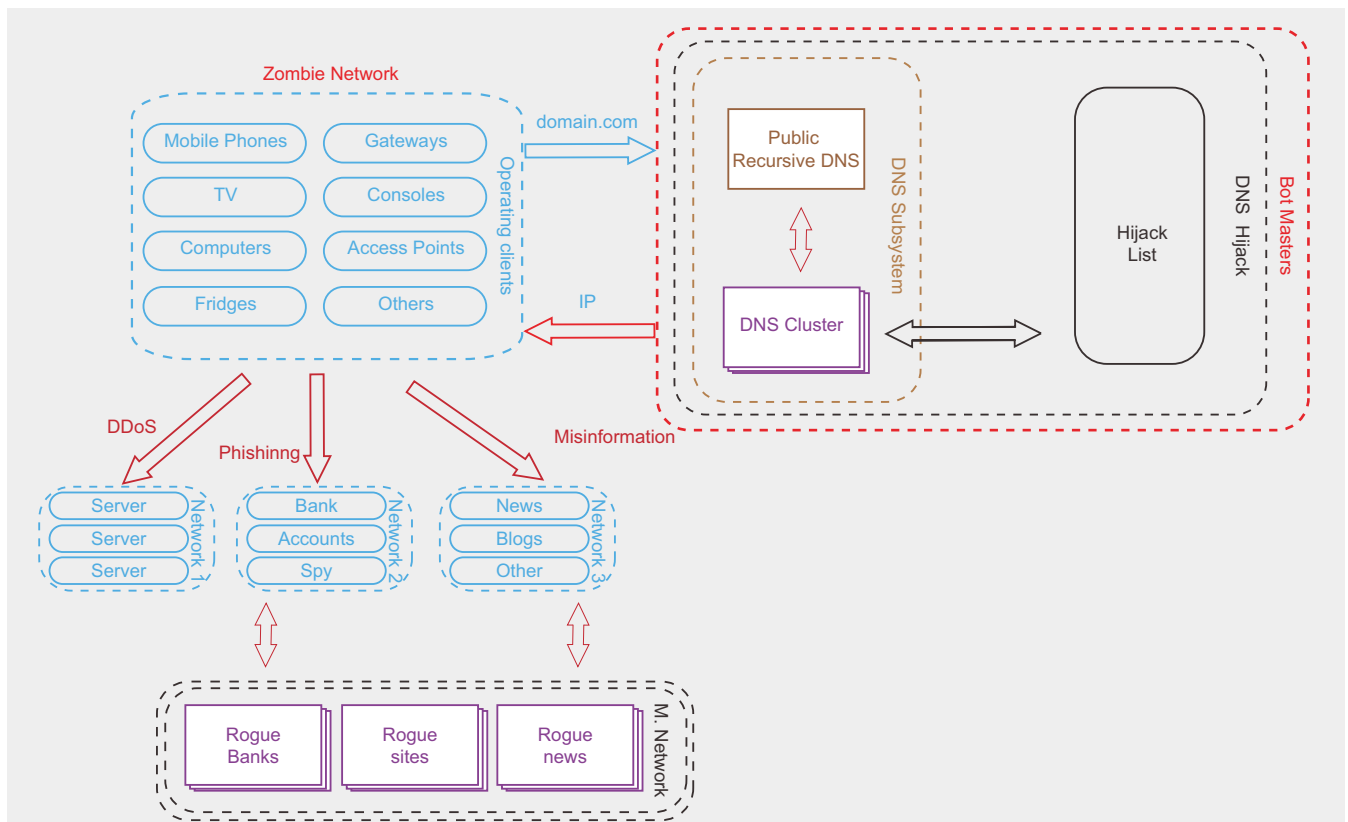 Zombie Network
Mobile Phones
Gateways
TV
Consoles
Computers
Access Points
Fridges
Others
Operating clients
domain.com
IP
Public
Recursive DNS
DNS Cluster
DNS Subsystem
Hijack
List
DNS Hijack
Bot Masters
DDoS
Phishinng
Misinformation
Server
Server
Server
Network 1
Bank
Accounts
Spy
Network 2
News
Blogs
Other
Network 3
Rogue
Banks
Rogue
sites
Rogue
news
M. Network